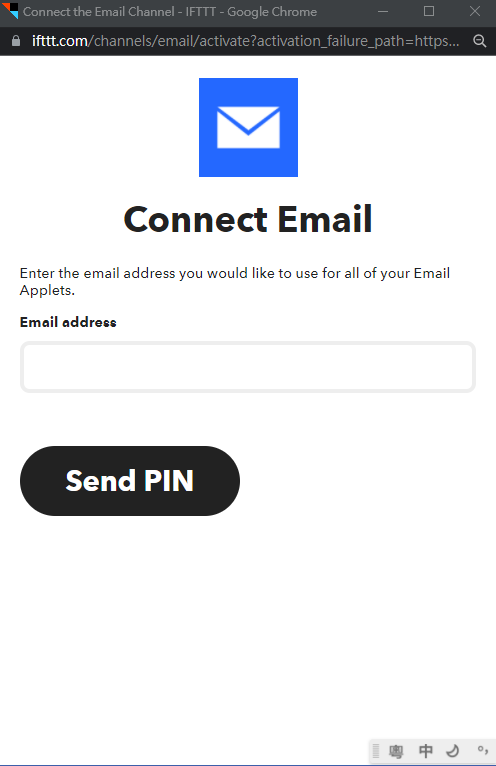 Connect the Email Channel - IFTTT - Google Chrome
ifttt.com/channels/email/activate?activation_failure_path=https...
Connect Email
Enter the email address you would like to use for all of your Email
Applets.
Email address
Send PIN
中